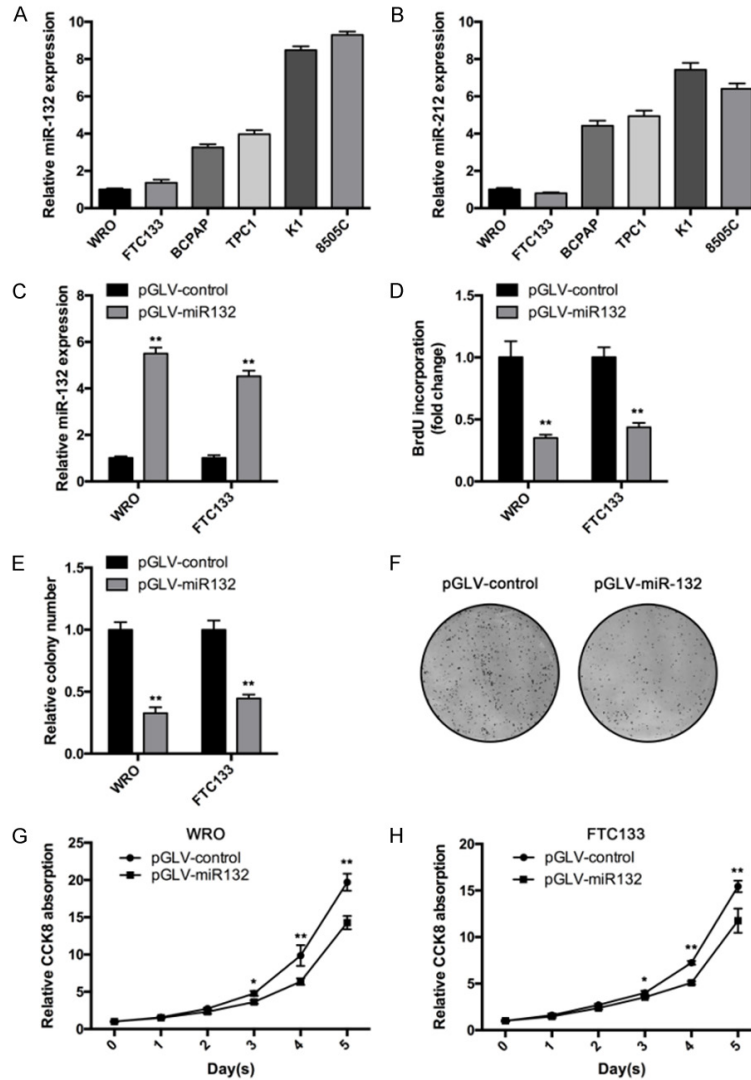 A
Relative miR-132 expression
10
8
6
4
2
0
WRO
FTC133
BCPAP
TPC1
K1
8505C
B
Relative miR-212 expression
10
8
6
4
2
0
WRO
FTC133
BCPAP
TPC1
K1
8505C
C
pGLV-control
pGLV-miR132
Relative miR-132 expression
8
6
4
2
0
**
**
WRO
FTC133
D
pGLV-control
pGLV-miR132
BrdU incorporation
(fold change)
1.5
1.0
0.5
0.0
**
**
WRO
FTC133
E
pGLV-control
pGLV-miR132
Relative colony number
1.5
1.0
0.5
0.0
**
**
WRO
FTC133
F
pGLV-control
pGLV-miR-132
G
WRO
pGLV-control
pGLV-miR132
Relative CCK8 absorption
25
20
15
10
5
0
*
**
**
0
1
2
3
4
5
Day(s)
H
FTC133
pGLV-control
pGLV-miR132
Relative CCK8 absorption
20
15
10
5
0
*
**
**
0
1
2
3
4
5
Day(s)